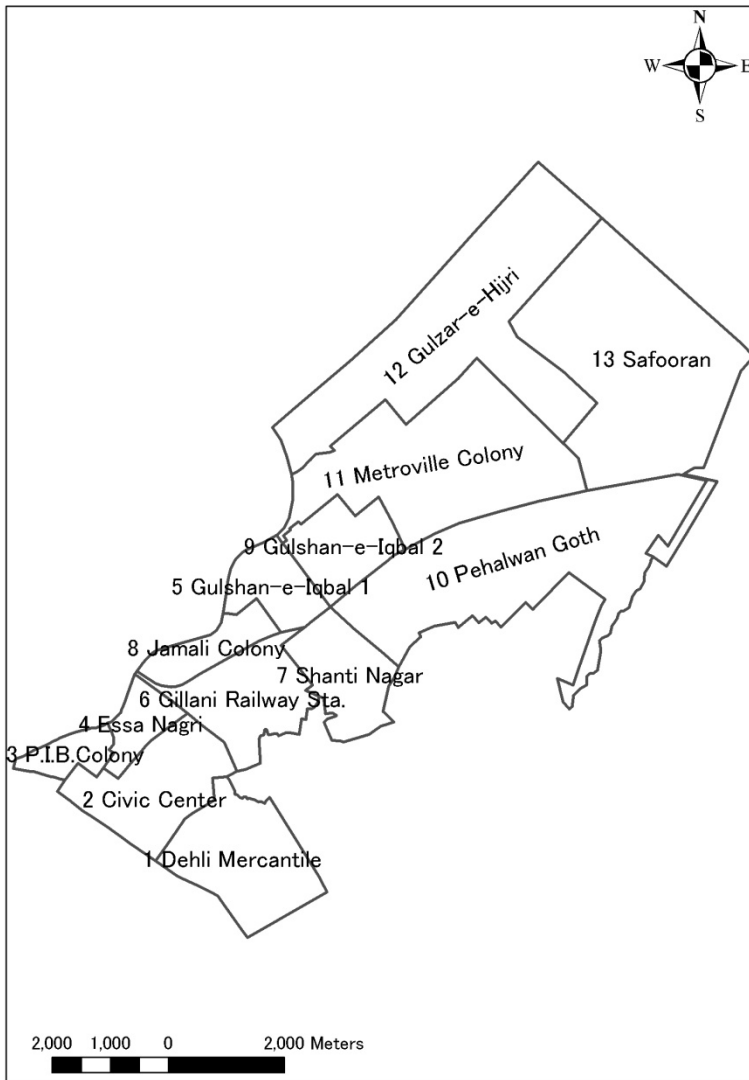 N
W E
S
12 Gulzar-e-Hijri
13 Safooran
11 Metroville Colony
9 Gulshan-e-Iqbal 2
10 Pehalwan Goth
5 Gulshan-e-Iqbal 1
8 Jamali Colony
7 Shanti Nagar
6 Gillani Railway Sta.
4 Essa Nagri
3 P.I.B.Colony
2 Civic Center
1 Dehli Mercantile
2,000 1,000 0 2,000 Meters